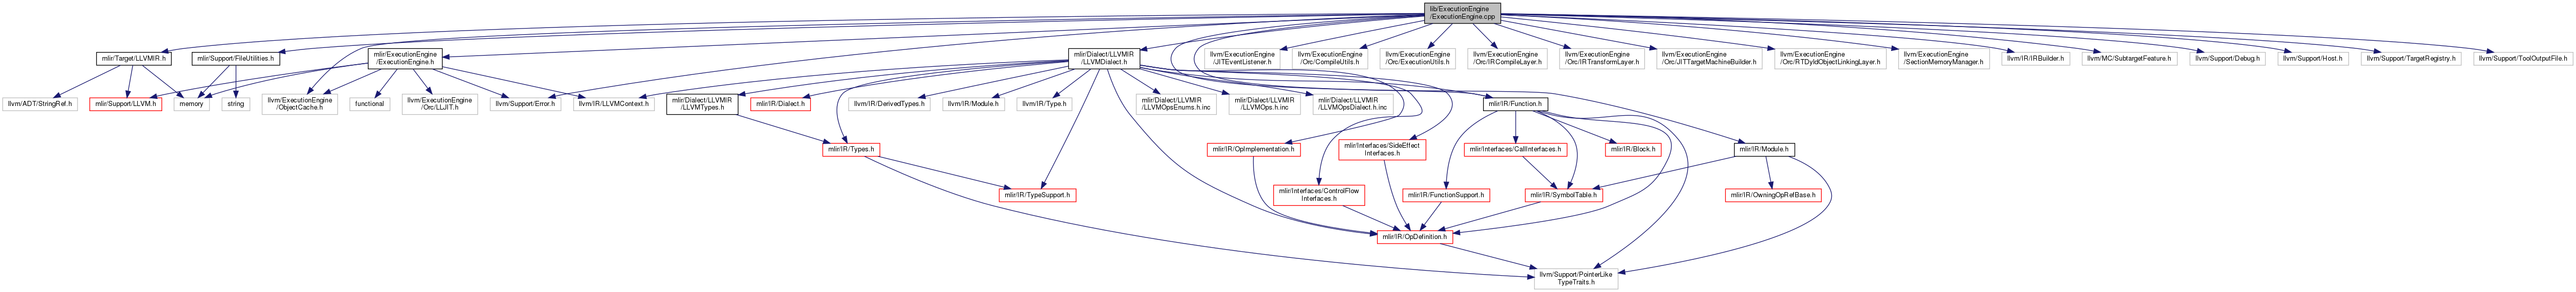 lib/ExecutionEngine
/ExecutionEngine.cpp
mlir/Target/LLVMIR.h
mlir/Support/FileUtilities.h
mlir/ExecutionEngine
/ExecutionEngine.h
mlir/Dialect/LLVMIR
/LLVMDialect.h
llvm/ExecutionEngine
/JITEventListener.h
llvm/ExecutionEngine
/Orc/CompileUtils.h
llvm/ExecutionEngine
/Orc/ExecutionUtils.h
llvm/ExecutionEngine
/Orc/IRCompileLayer.h
llvm/ExecutionEngine
/Orc/IRTransformLayer.h
llvm/ExecutionEngine
/Orc/JITTargetMachineBuilder.h
llvm/ExecutionEngine
/Orc/RTDyldObjectLinkingLayer.h
llvm/ExecutionEngine
/SectionMemoryManager.h
llvm/IR/IRBuilder.h
llvm/MC/SubtargetFeature.h
llvm/Support/Debug.h
llvm/Support/Host.h
llvm/Support/TargetRegistry.h
llvm/Support/ToolOutputFile.h
llvm/ADT/StringRef.h
mlir/Support/LLVM.h
memory
string
llvm/ExecutionEngine
/ObjectCache.h
functional
llvm/ExecutionEngine
/Orc/LLJIT.h
llvm/Support/Error.h
llvm/IR/LLVMContext.h
mlir/Dialect/LLVMIR
/LLVMTypes.h
mlir/IR/Dialect.h
llvm/IR/DerivedTypes.h
llvm/IR/Module.h
llvm/IR/Type.h
mlir/Dialect/LLVMIR
/LLVMOpsEnums.h.inc
mlir/Dialect/LLVMIR
/LLVMOps.h.inc
mlir/Dialect/LLVMIR
/LLVMOpsDialect.h.inc
mlir/IR/Function.h
mlir/IR/Types.h
mlir/IR/OpImplementation.h
mlir/Interfaces/SideEffect
Interfaces.h
mlir/Interfaces/CallInterfaces.h
mlir/IR/Block.h
mlir/IR/Module.h
mlir/IR/TypeSupport.h
mlir/Interfaces/ControlFlow
Interfaces.h
mlir/IR/FunctionSupport.h
mlir/IR/SymbolTable.h
mlir/IR/OwningOpRefBase.h
mlir/IR/OpDefinition.h
llvm/Support/PointerLike
TypeTraits.h